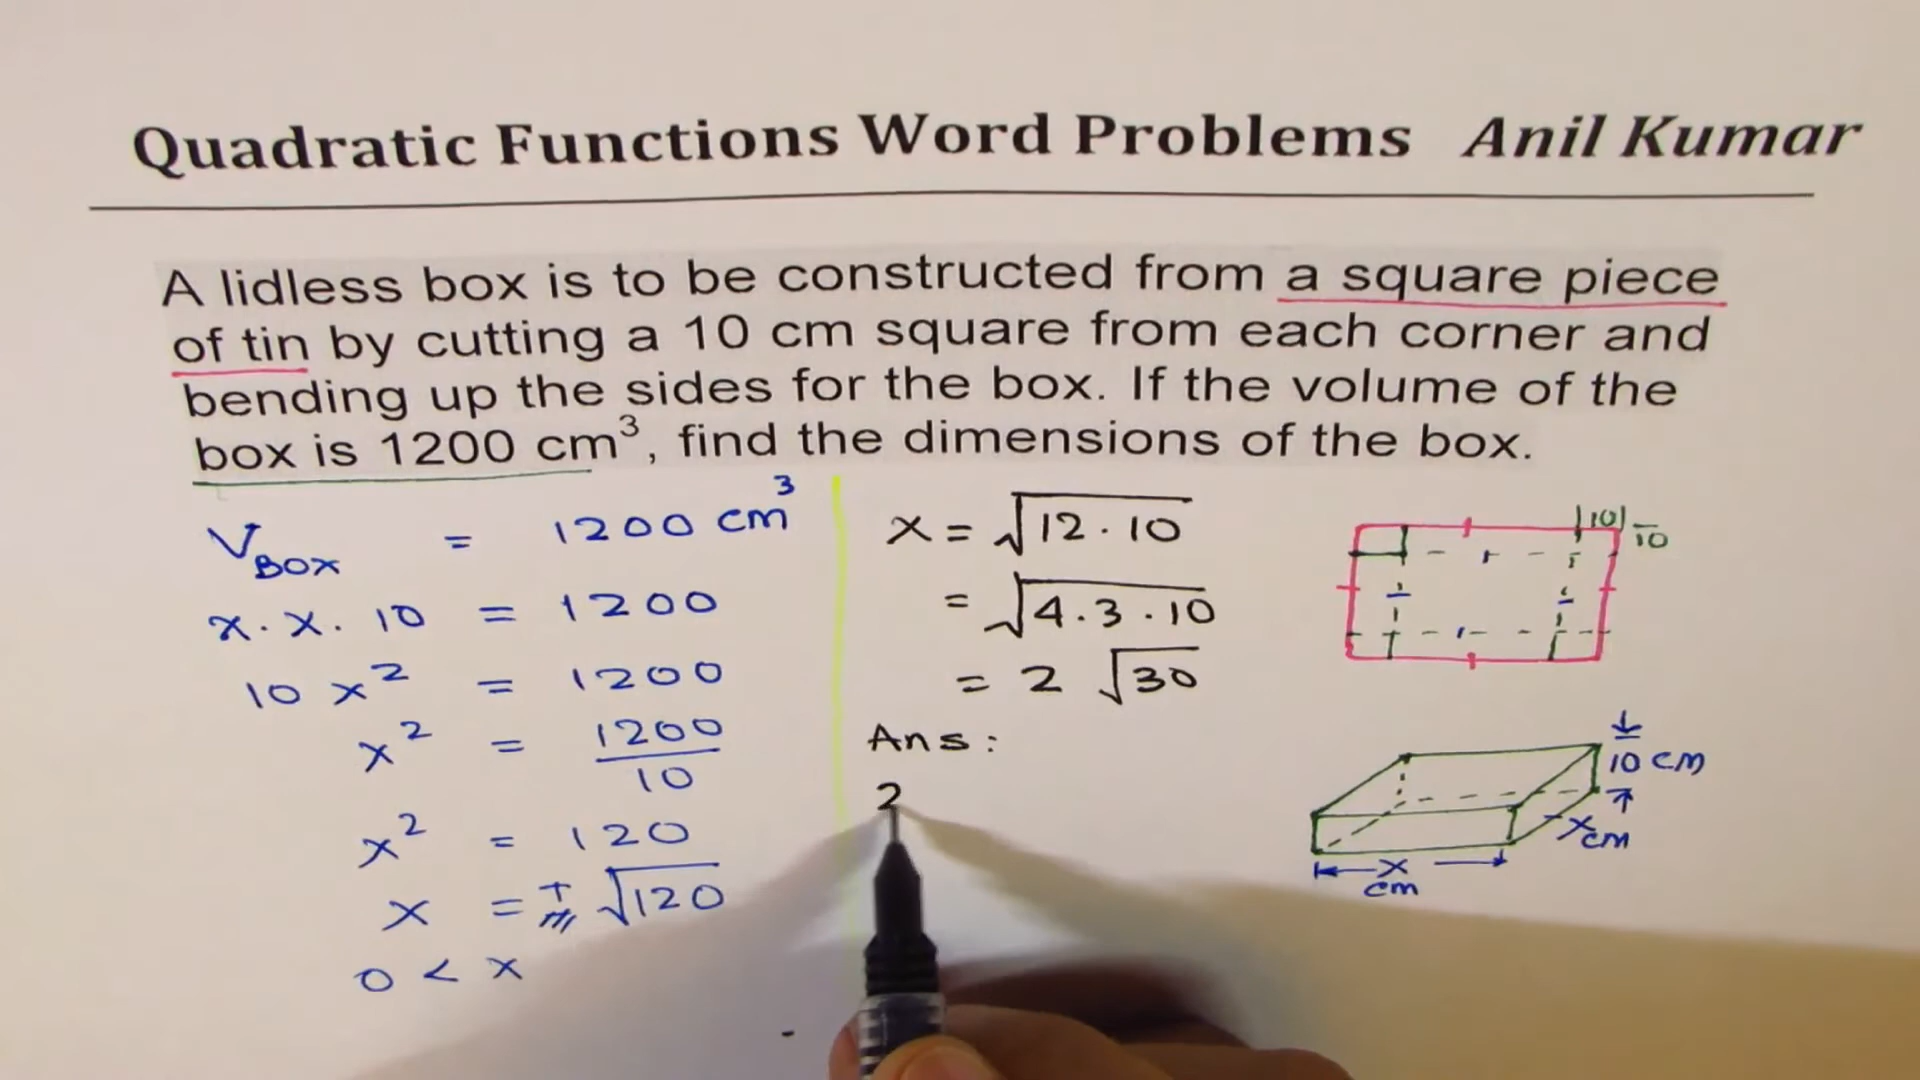 Quadratic Functions Word Problems Anil Kumar
A lidless box is to be constructed from a square piece
of tin by cutting a 10 cm square from each corner and
bending up the sides for the box. If the volume of the
box is 1200 cm³, find the dimensions of the box.
V_BOX = 1200 cm³
x · x · 10 = 1200
10 x² = 1200
x² = 1200/10
x² = 120
x = ± √120
0 < x
x = √12 · 10
= √4 · 3 · 10
= 2 √30
Ans :
2
10
10
10 cm
x cm
x
cm